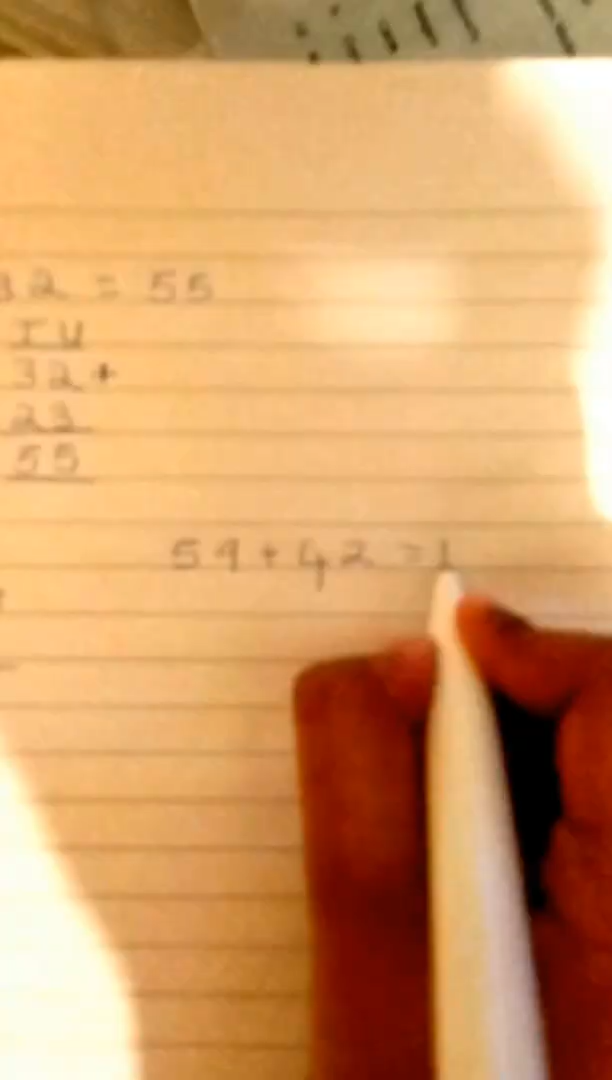 32 = 55
T U
32 +
23
55
59 + 42 = 1